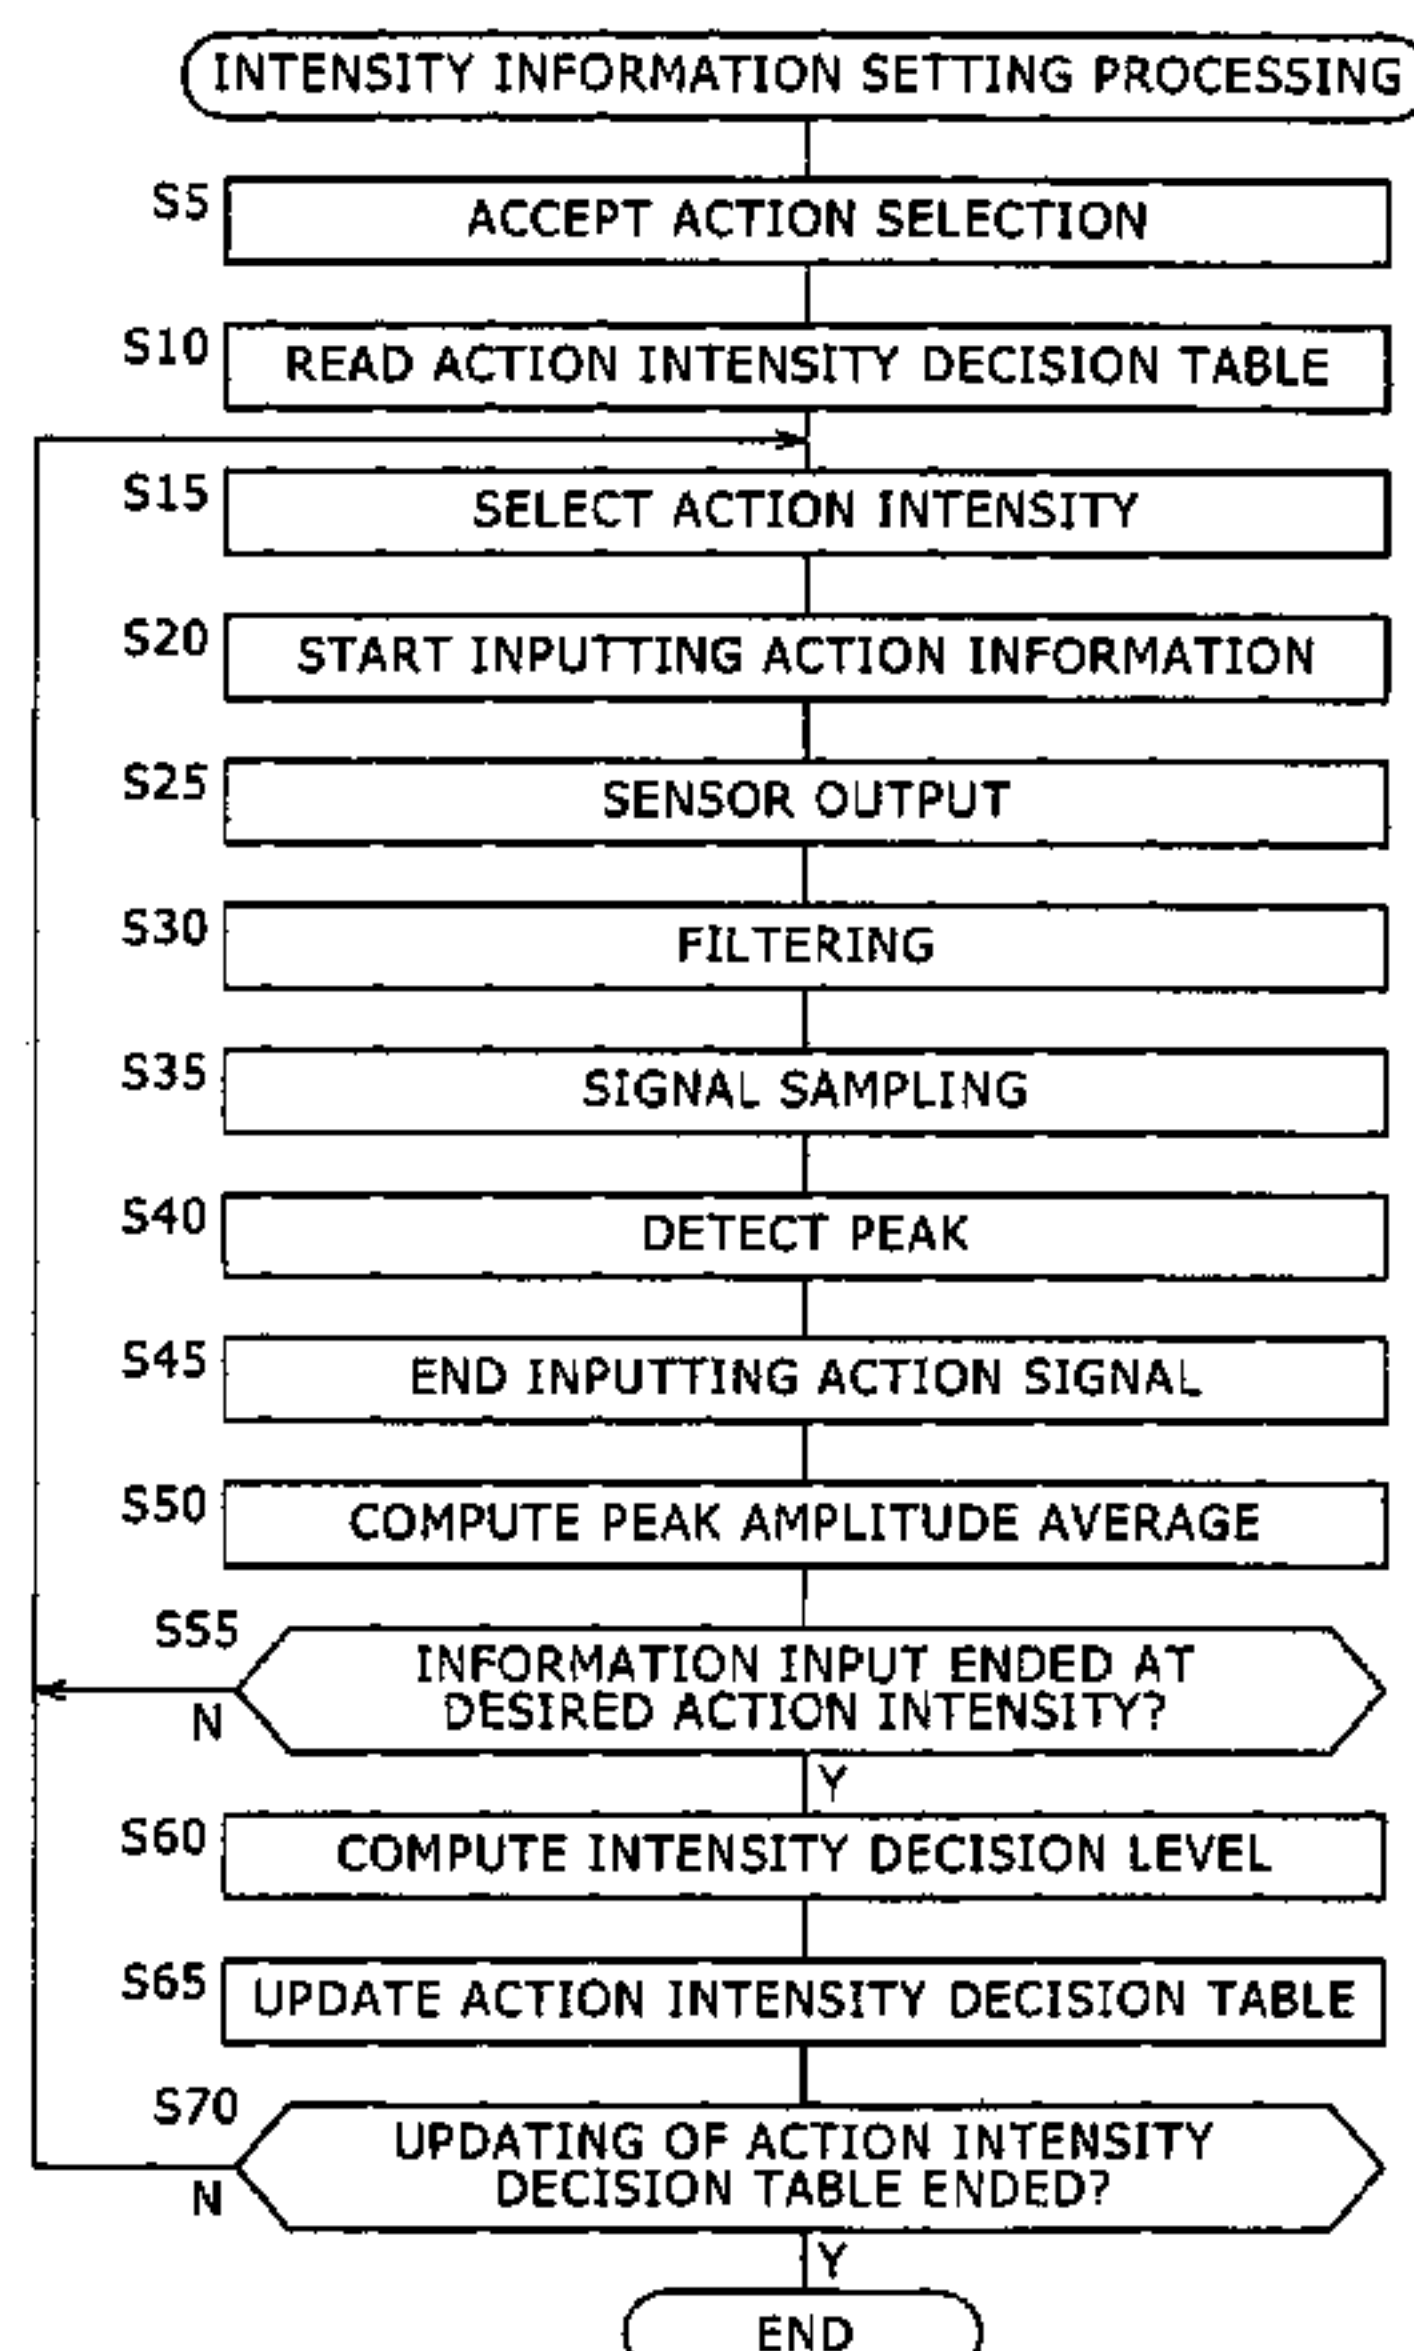 INTENSITY INFORMATION SETTING PROCESSING
S5
ACCEPT ACTION SELECTION
S10
READ ACTION INTENSITY DECISION TABLE
S15
SELECT ACTION INTENSITY
S20
START INPUTTING ACTION INFORMATION
S25
SENSOR OUTPUT
S30
FILTERING
S35
SIGNAL SAMPLING
S40
DETECT PEAK
S45
END INPUTTING ACTION SIGNAL
S50
COMPUTE PEAK AMPLITUDE AVERAGE
S55
INFORMATION INPUT ENDED AT
DESIRED ACTION INTENSITY?
N
Y
S60
COMPUTE INTENSITY DECISION LEVEL
S65
UPDATE ACTION INTENSITY DECISION TABLE
S70
UPDATING OF ACTION INTENSITY
DECISION TABLE ENDED?
N
Y
END